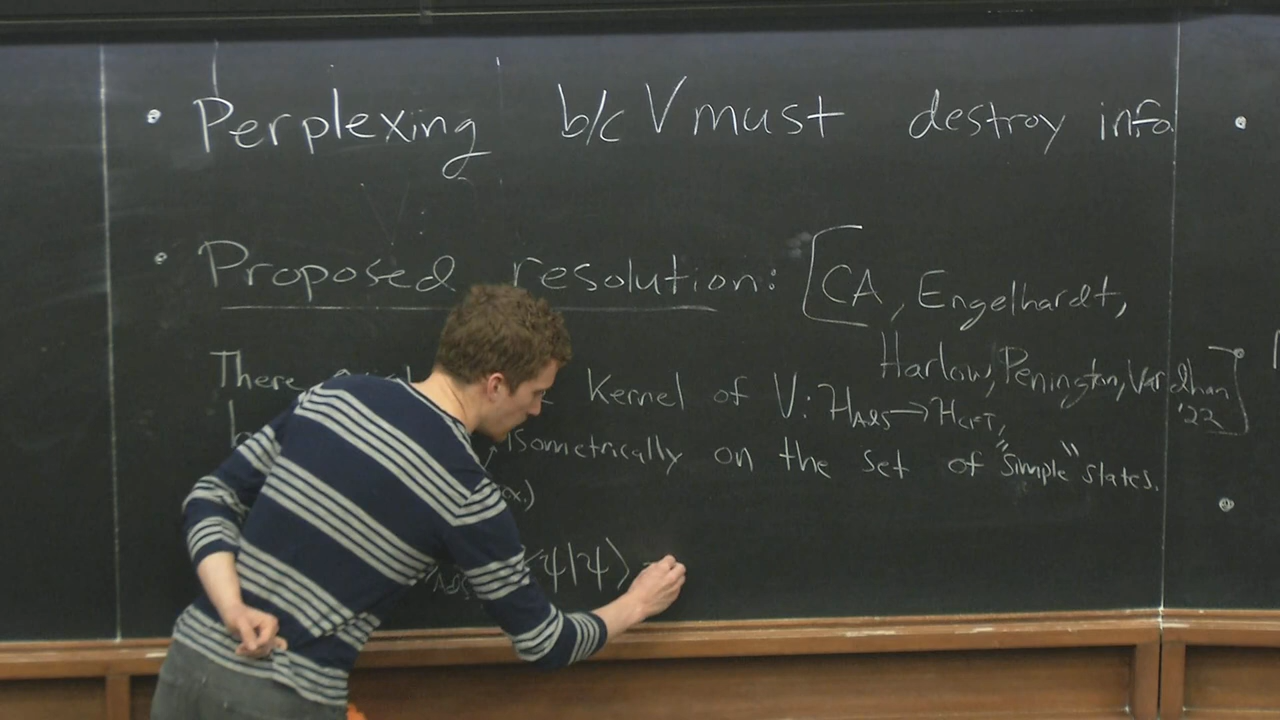 • Perplexing b/c V must destroy info.
• Proposed resolution: [CA, Engelhardt,
Harlow, Penington, Vardhan '22]
There Kernel of V: H_AdS → H_CFT,
isometrically on the set of "simple" states.
⟨ψ|ψ⟩